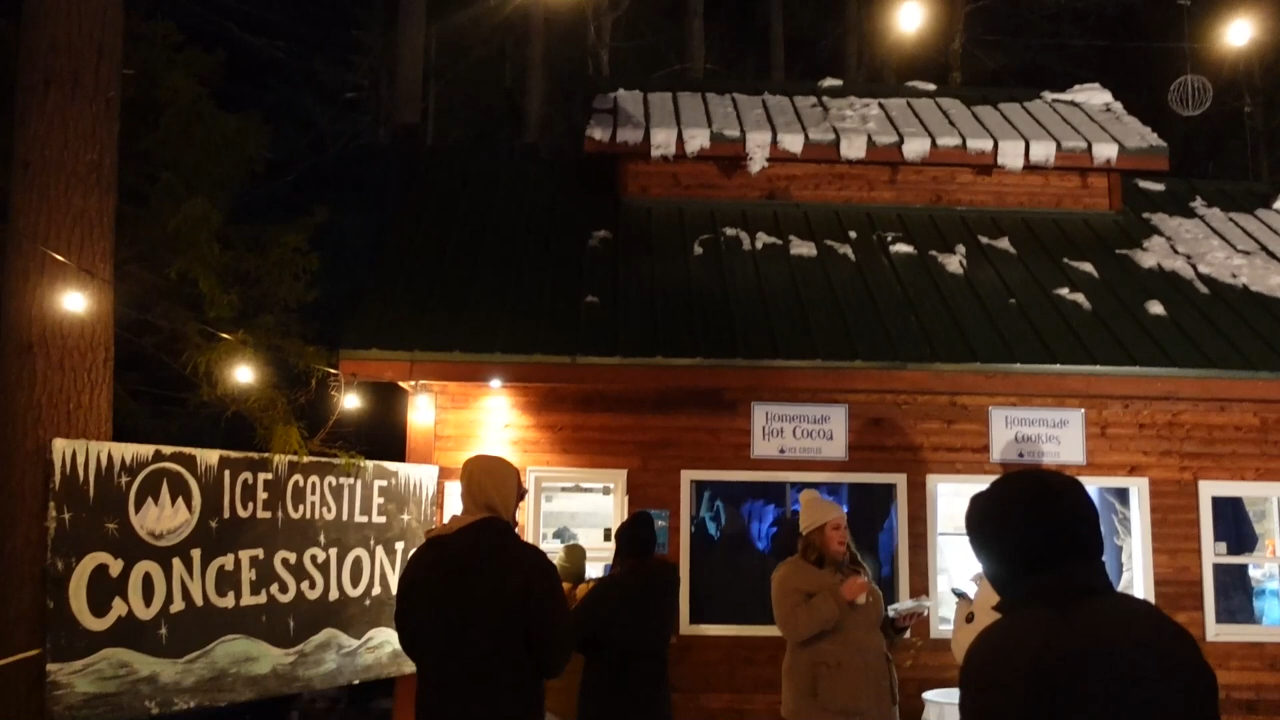 ICE CASTLE
CONCESSIONS
Homemade
Hot Cocoa
ICE CASTLES
Homemade
Cookies
ICE CASTLES